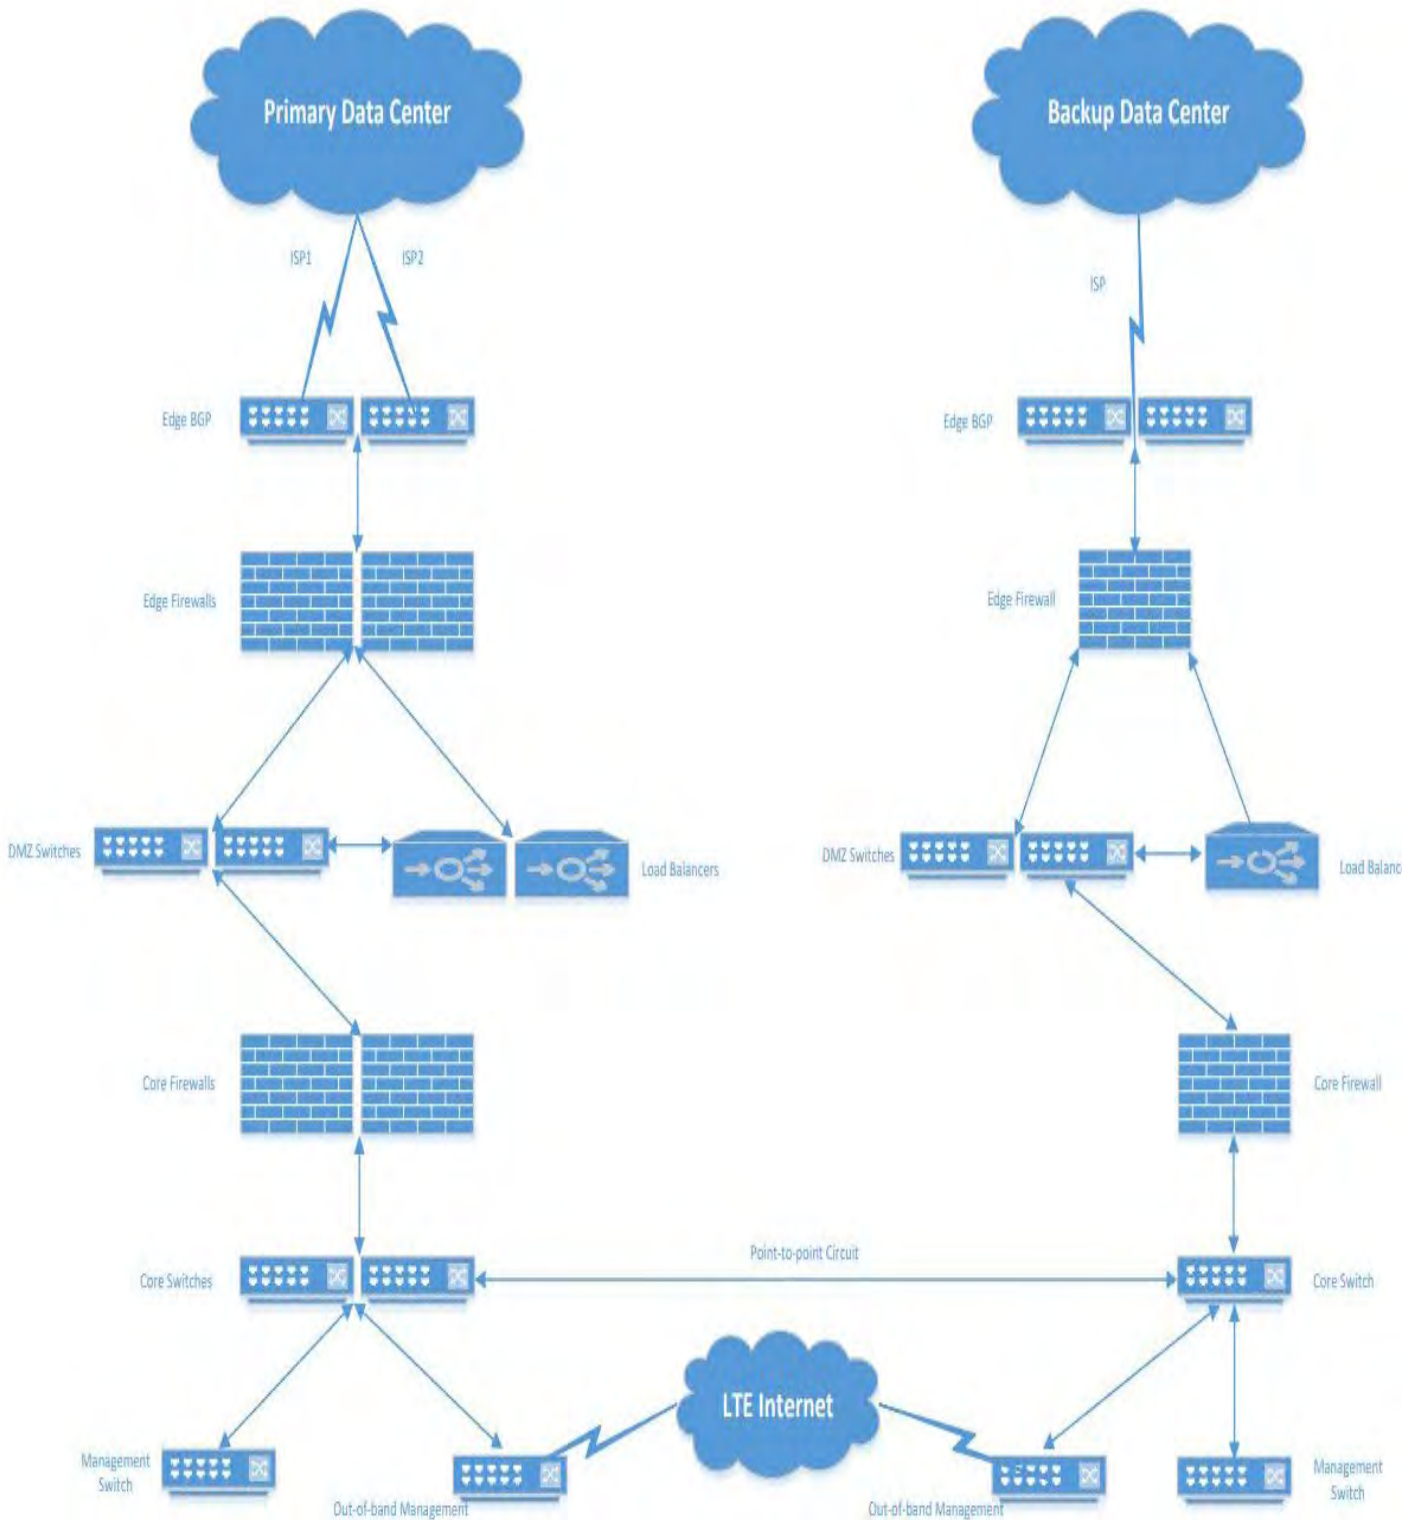 Primary Data Center
Backup Data Center
ISP1
ISP2
ISP
Edge BGP
Edge BGP
Edge Firewalls
Edge Firewall
DMZ Switches
Load Balancers
DMZ Switches
Load Balanc
Core Firewalls
Core Firewall
Point-to-point Circuit
Core Switches
Core Switch
LTE Internet
Management
Switch
Out-of-band Management
Out-of-band Management
Management
Switch